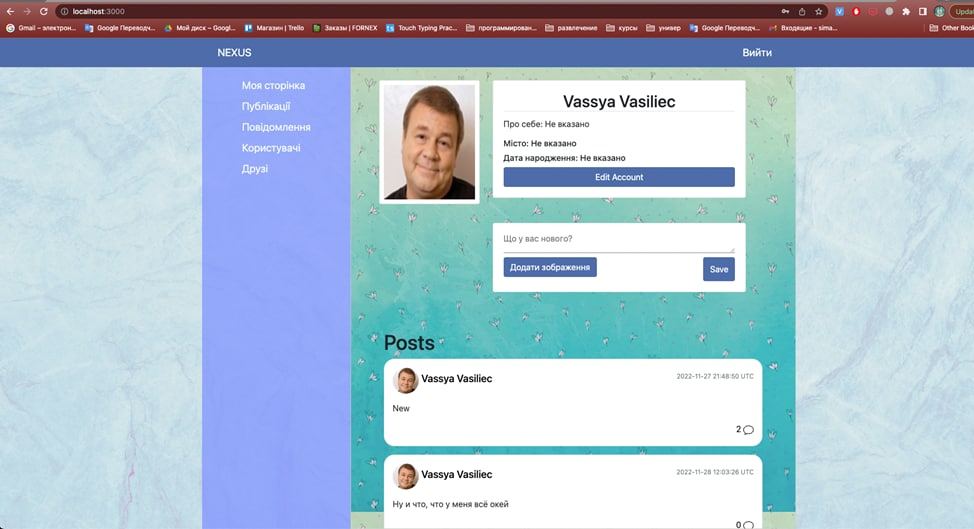 localhost:3000
Updat
Gmail – электрон...
Google Переводч...
Мой диск – Googl...
Магазин | Trello
Заказы | FORNEX
Touch Typing Prac...
программирован...
развлечение
курсы
универ
Google Переводч...
Входящие - sima...
Other Book
NEXUS
Вийти
Моя сторінка
Публікації
Повідомлення
Користувачі
Друзі
Vassya Vasiliec
Про себе: Не вказано
Місто: Не вказано
Дата народження: Не вказано
Edit Account
Що у вас нового?
Додати зображення
Save
Posts
Vassya Vasiliec
2022-11-27 21:48:50 UTC
New
2
Vassya Vasiliec
2022-11-28 12:03:26 UTC
Ну и что, что у меня всё окей
0